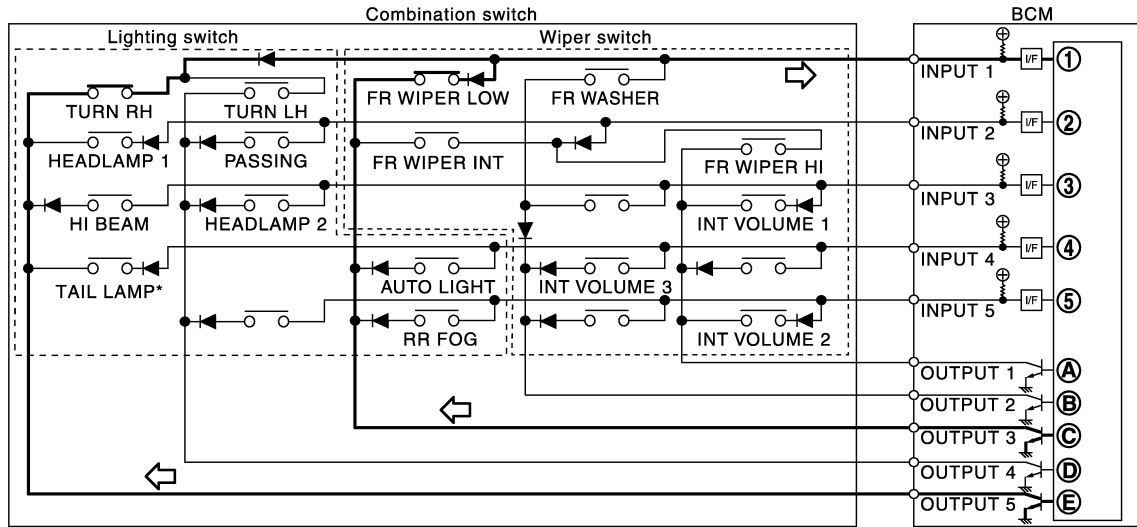 Combination switch
BCM
Lighting switch
Wiper switch
INPUT 1
I/F
1
TURN RH
TURN LH
FR WIPER LOW
FR WASHER
INPUT 2
I/F
2
HEADLAMP 1
PASSING
FR WIPER INT
FR WIPER HI
INPUT 3
I/F
3
HI BEAM
HEADLAMP 2
INT VOLUME 1
INPUT 4
I/F
4
TAIL LAMP*
AUTO LIGHT
INT VOLUME 3
INPUT 5
I/F
5
RR FOG
INT VOLUME 2
OUTPUT 1
A
OUTPUT 2
B
OUTPUT 3
C
OUTPUT 4
D
OUTPUT 5
E